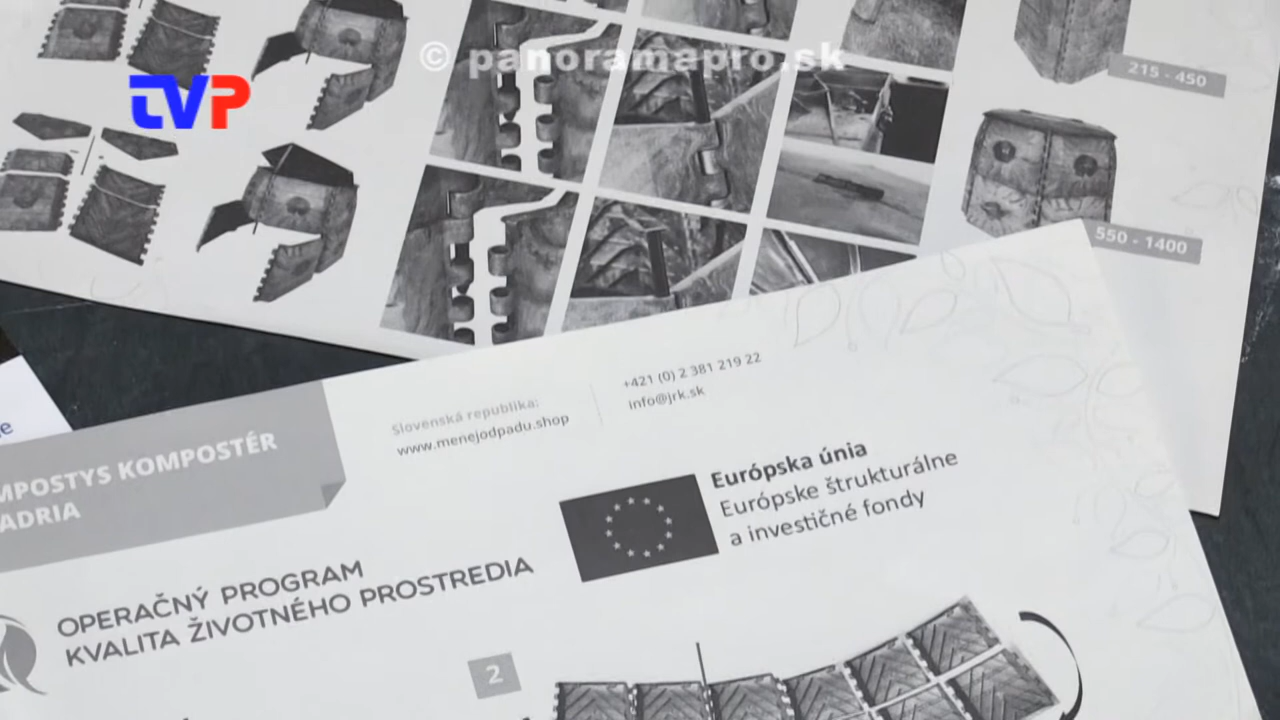 © panoramapro.sk
TVP
215 - 450
550 - 1400
+421 (0) 2 381 219 22
info@jrk.sk
Slovenská republika:
www.menejodpadu.shop
MPOSTYS KOMPOSTÉR
ADRIA
Európska únia
Európske štrukturálne
a investičné fondy
OPERAČNÝ PROGRAM
KVALITA ŽIVOTNÉHO PROSTREDIA
2